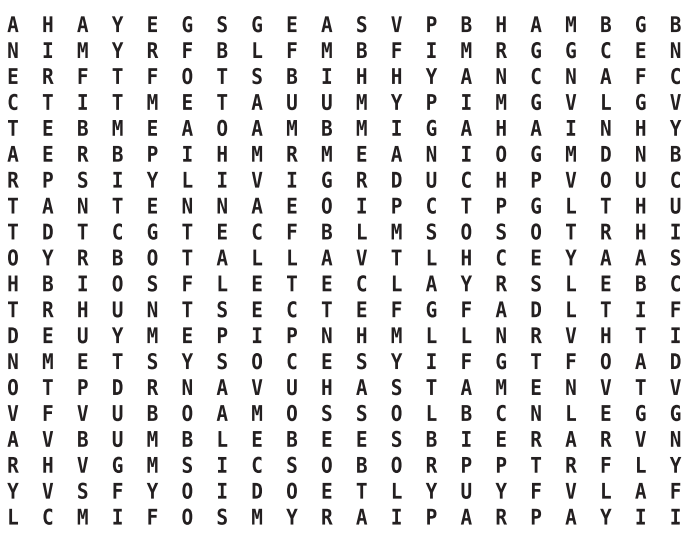 A H A Y E G S G E A S V P B H A M B G B
N I M Y R F B L F M B F I M R G G C E N
E R F T F O T S B I H H Y A N C N A F C
C T I T M E T A U U M Y P I M G V L G V
T E B M E A O A M B M I G A H A I N H Y
A E R B P I H M R M E A N I O G M D N B
R P S I Y L I V I G R D U C H P V O U C
T A N T E N N A E O I P C T P G L T H U
T D T C G T E C F B L M S O S O T R H I
O Y R B O T A L L A V T L H C E Y A A S
H B I O S F L E T E C L A Y R S L E B C
T R H U N T S E C T E F G F A D L T I F
D E U Y M E P I P N H M L L N R V H T I
N M E T S Y S O C E S Y I F G T F O A D
O T P D R N A V U H A S T A M E N V T V
V F V U B O A M O S S O L B C N L E G G
A V B U M B L E B E E S B I E R A R V N
R H V G M S I C S O B O R P P T R F L Y
Y V S F Y O I D O E T L Y U Y F V L A F
L C M I F O S M Y R A I P A R P A Y I I